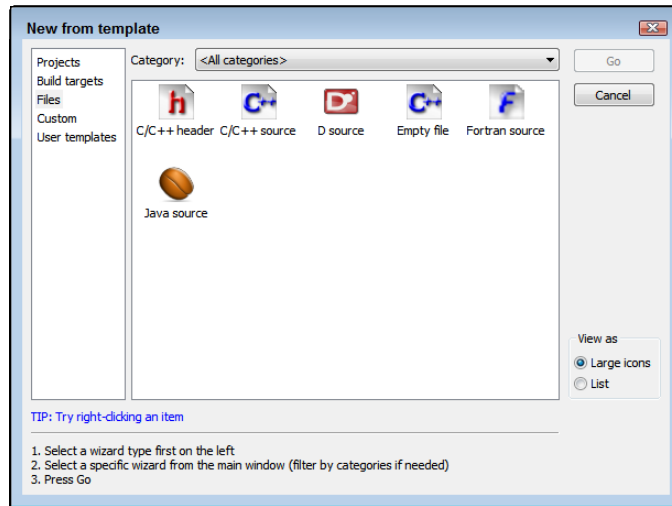 New from template
Projects
Build targets
Files
Custom
User templates
Category: <All categories>
Go
Cancel
h
C++
D
C++
F
C/C++ header C/C++ source D source Empty file Fortran source
Java source
View as
Large icons
List
TIP: Try right-clicking an item
1. Select a wizard type first on the left
2. Select a specific wizard from the main window (filter by categories if needed)
3. Press Go